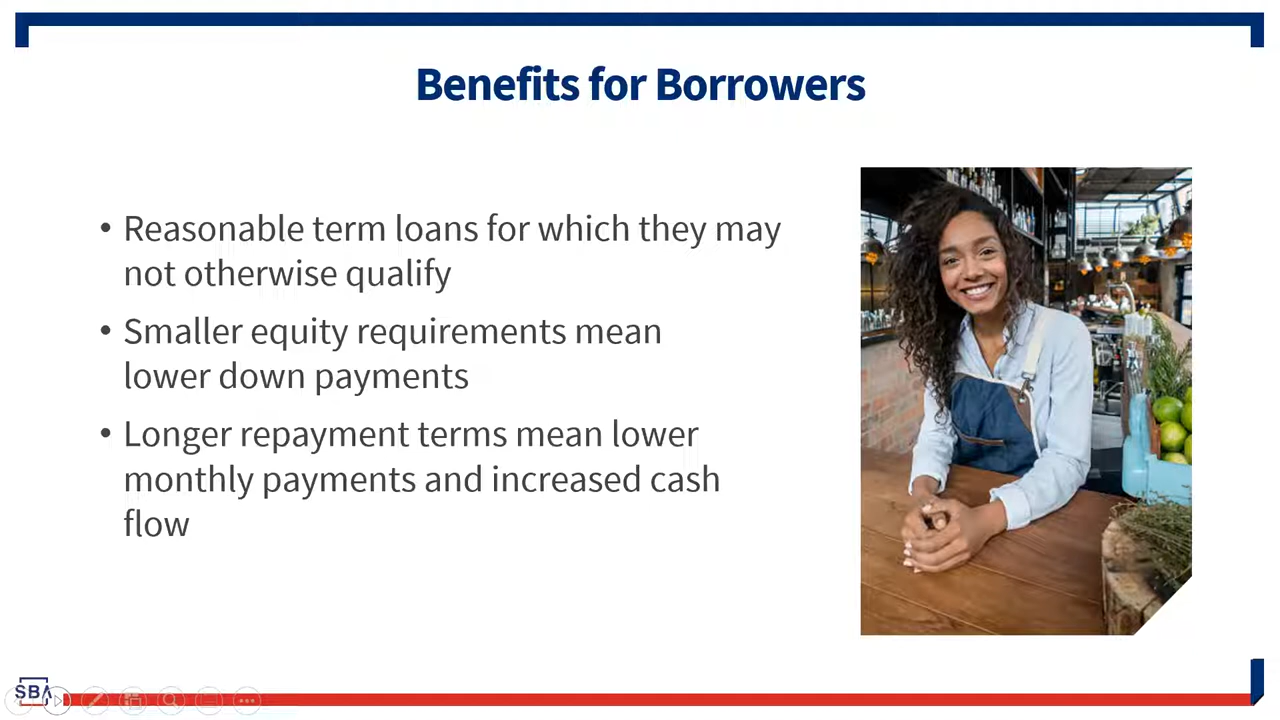 Benefits for Borrowers
• Reasonable term loans for which they may
not otherwise qualify
• Smaller equity requirements mean
lower down payments
• Longer repayment terms mean lower
monthly payments and increased cash
flow
SBA